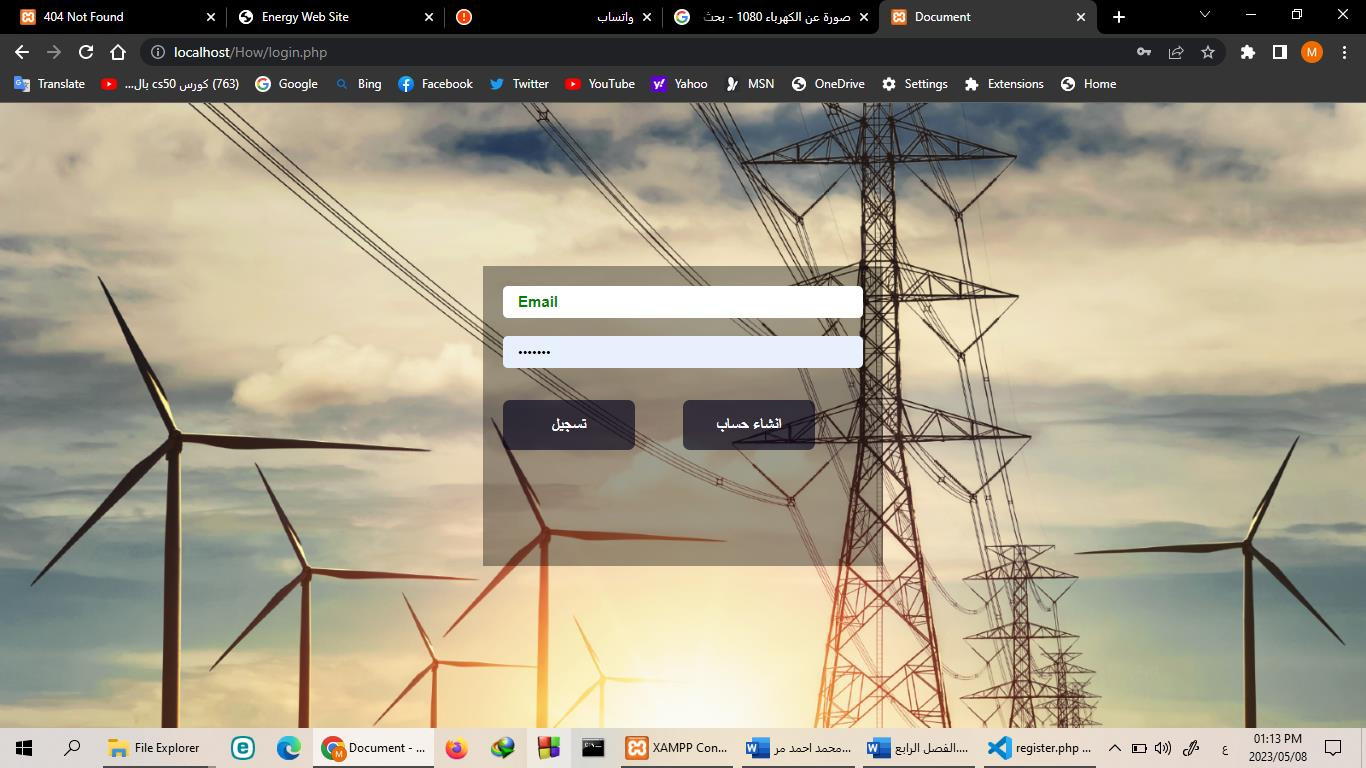 404 Not Found
Energy Web Site
واتساب
صورة عن الكهرباء 1080 - بحث
Document
localhost/How/login.php
Translate
(763) كورس cs50 بال...
Google
Bing
Facebook
Twitter
YouTube
Yahoo
MSN
OneDrive
Settings
Extensions
Home
Email
•••••••
تسجيل
انشاء حساب
File Explorer
Document - ...
XAMPP Con...
محمد احمد مر...
الفصل الرابع....
register.php ...
ع
01:13 PM
2023/05/08